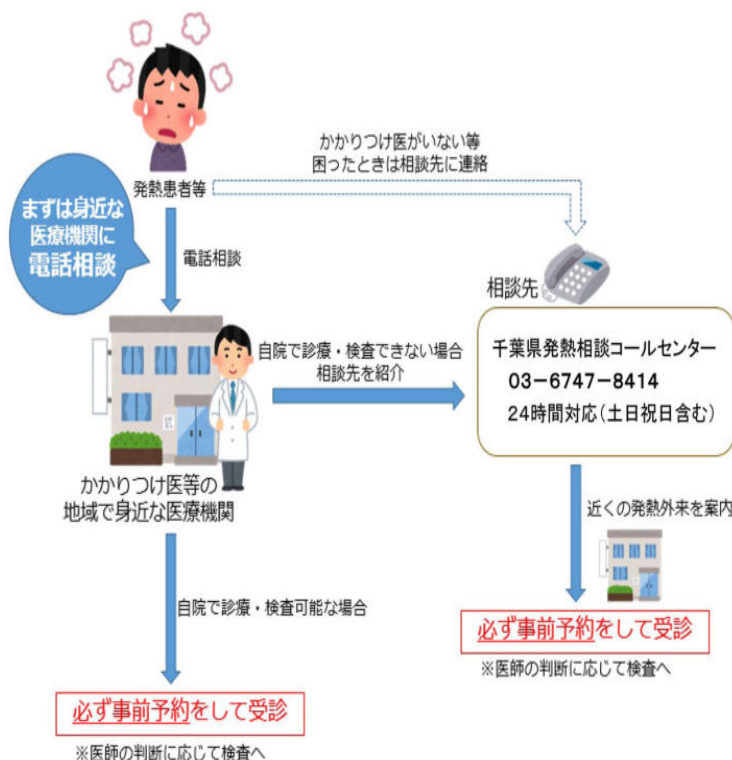 発熱患者等
かかりつけ医がいない等
困ったときは相談先に連絡
まずは身近な
医療機関に
電話相談
電話相談
相談先
自院で診療・検査できない場合
相談先を紹介
千葉県発熱相談コールセンター
03-6747-8414
24時間対応(土日祝日含む)
かかりつけ医等の
地域で身近な医療機関
近くの発熱外来を案内
自院で診療・検査可能な場合
必ず事前予約をして受診
※医師の判断に応じて検査へ
必ず事前予約をして受診
※医師の判断に応じて検査へ